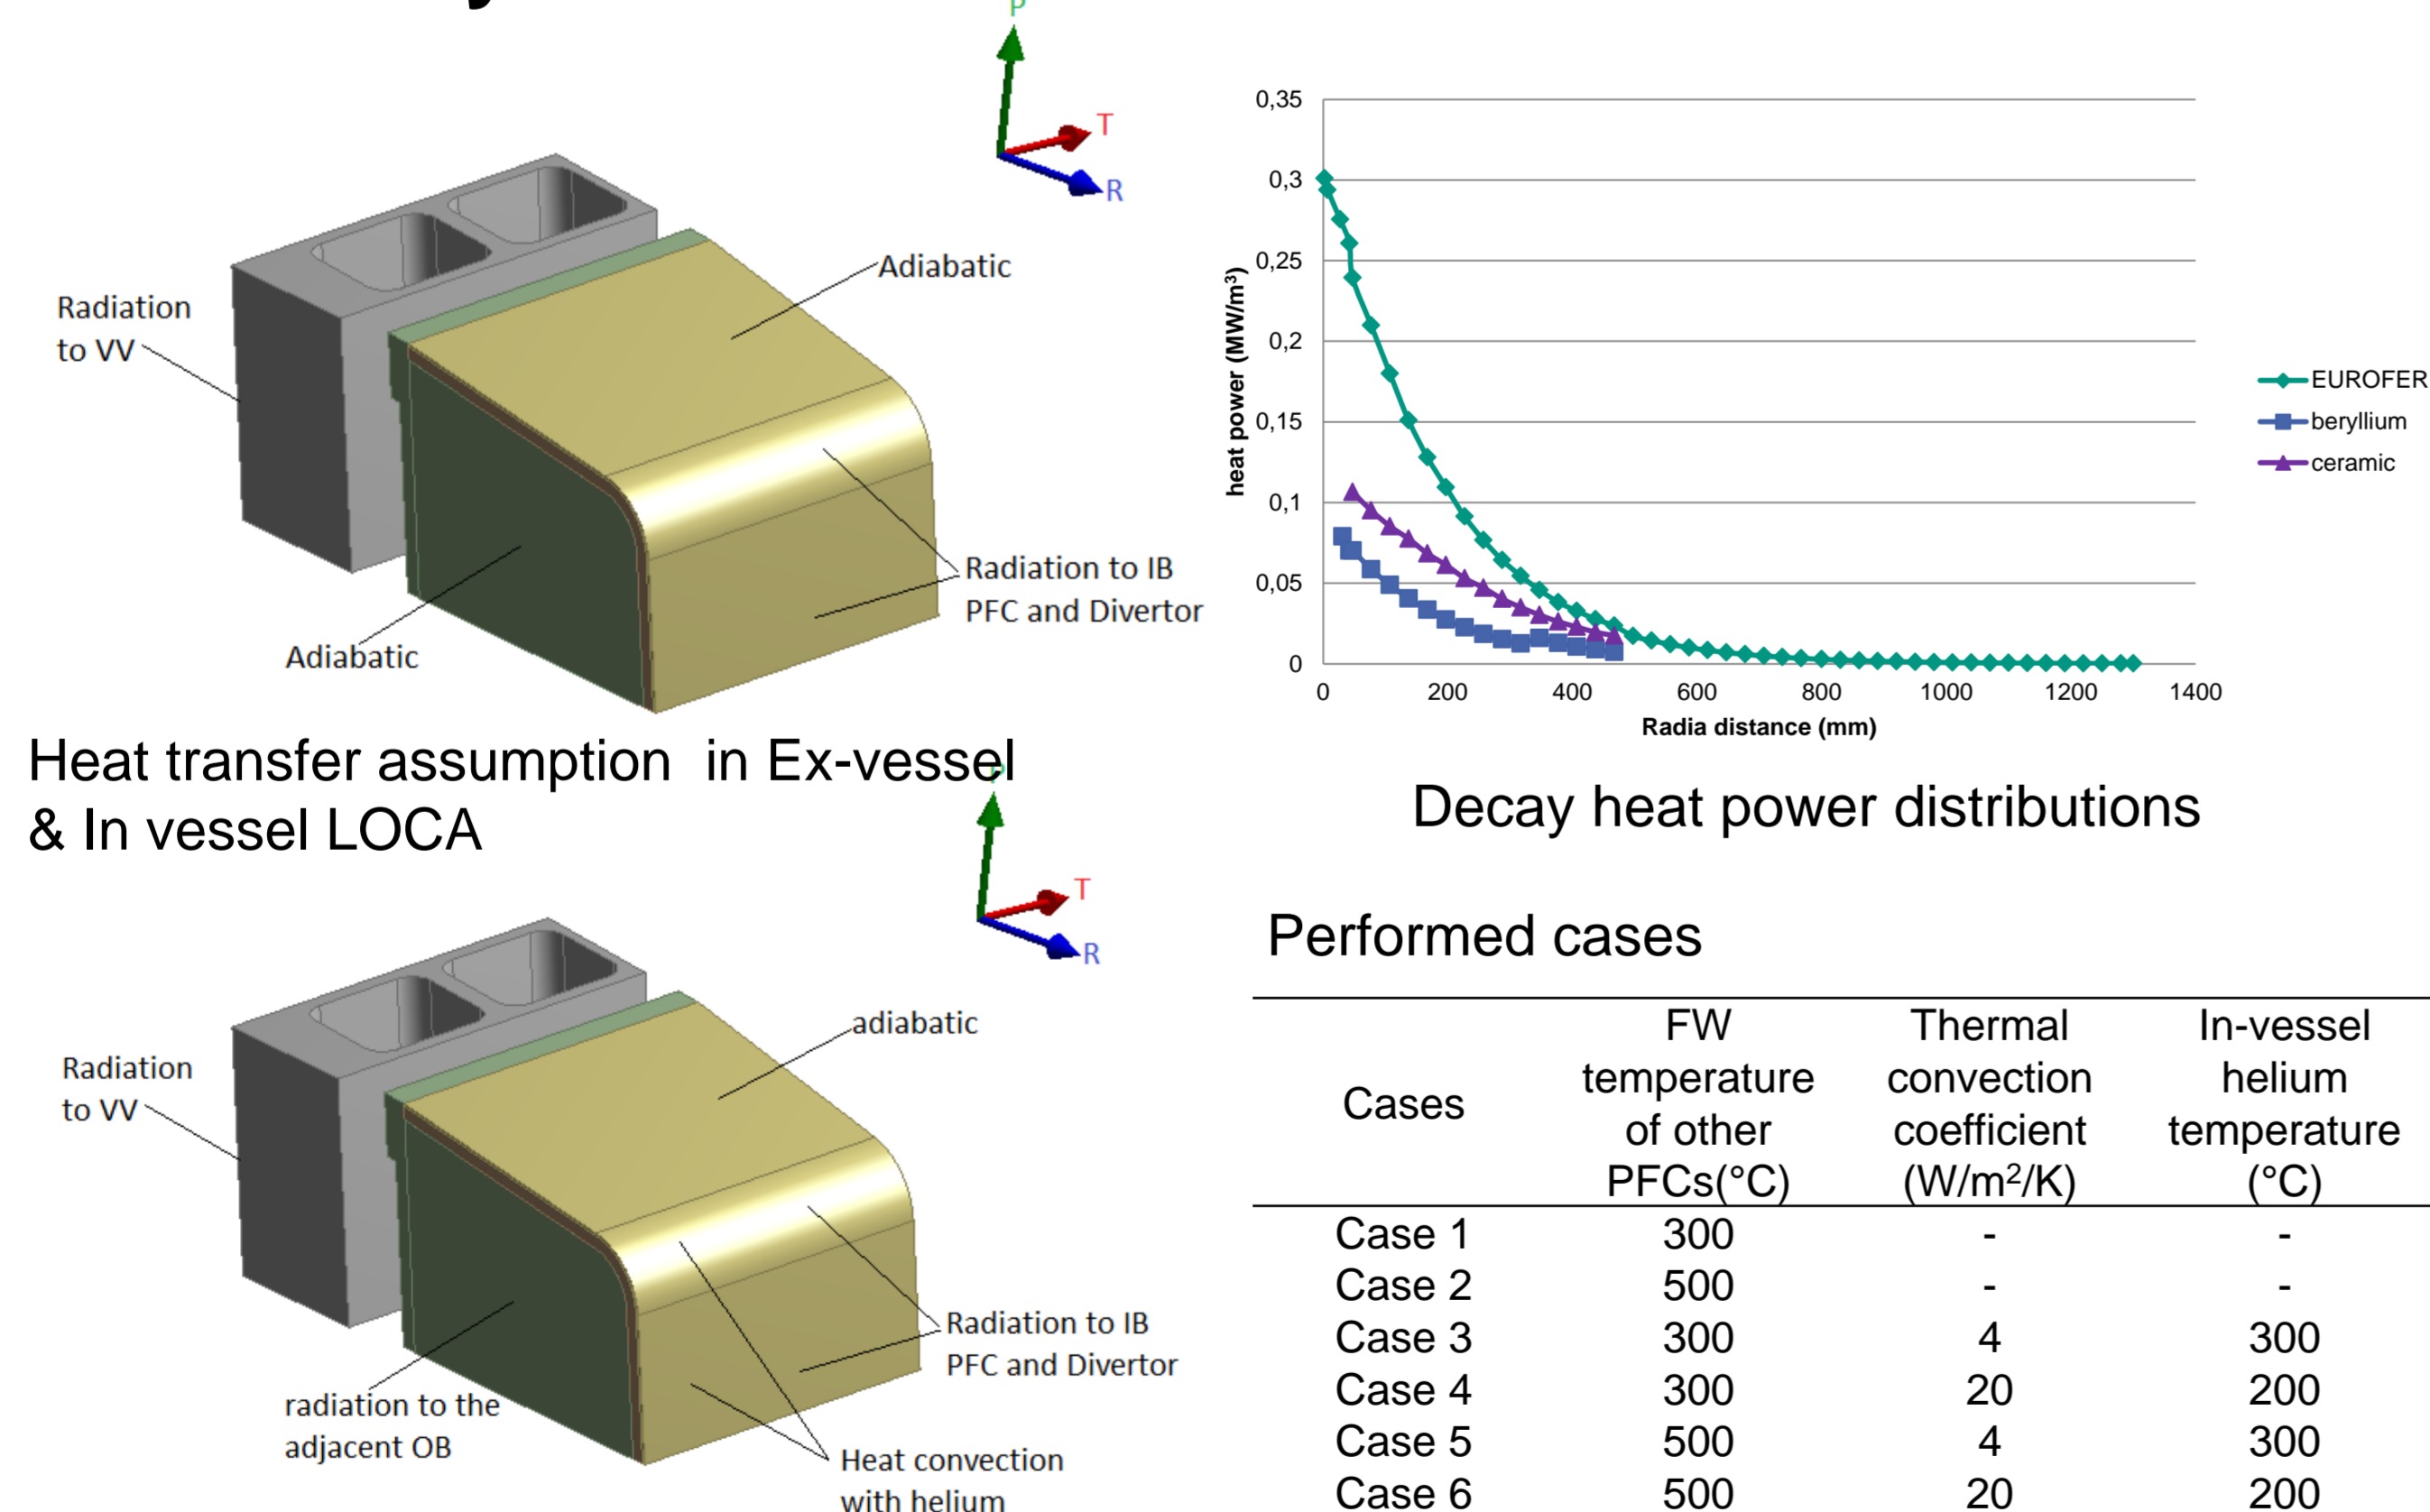 P
T
R
Adiabatic
Radiation
to VV
Radiation to IB
PFC and Divertor
Adiabatic
Heat transfer assumption in Ex-vessel
& In vessel LOCA
0,35
0,3
0,25
0,2
0,15
0,1
0,05
0
heat power (MW/m³)
0 200 400 600 800 1000 1200 1400
Radia distance (mm)
EUROFER
beryllium
ceramic
Decay heat power distributions
P
T
R
adiabatic
Radiation
to VV
Radiation to IB
PFC and Divertor
radiation to the
adjacent OB
Heat convection
with helium
Performed cases
Cases
FW
temperature
of other
PFCs(°C)
Thermal
convection
coefficient
(W/m²/K)
In-vessel
helium
temperature
(°C)
Case 1 300 - -
Case 2 500 - -
Case 3 300 4 300
Case 4 300 20 200
Case 5 500 4 300
Case 6 500 20 200